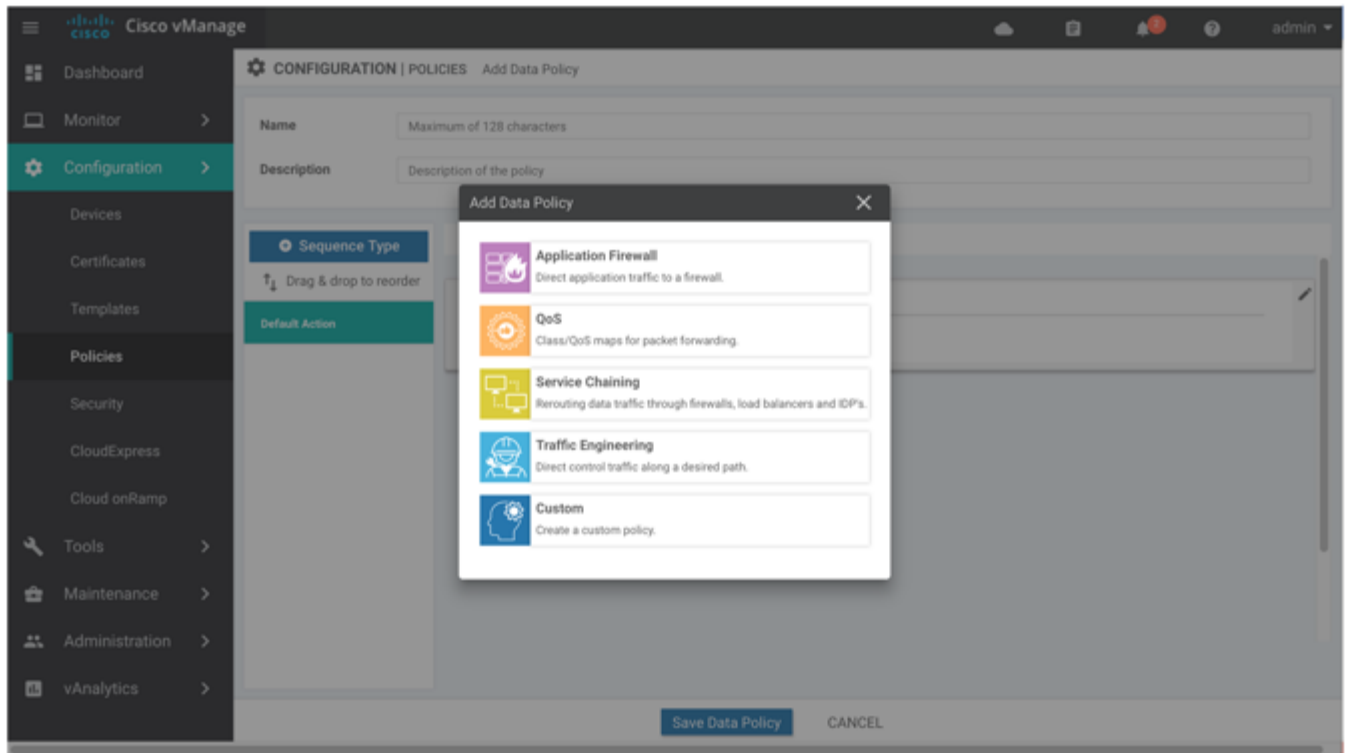 cisco Cisco vManage
2
admin
Dashboard
Monitor
Configuration
Devices
Certificates
Templates
Policies
Security
CloudExpress
Cloud onRamp
Tools
Maintenance
Administration
vAnalytics
CONFIGURATION | POLICIES Add Data Policy
Name Maximum of 128 characters
Description Description of the policy
Sequence Type
Drag & drop to reorder
Default Action
Add Data Policy
Application Firewall
Direct application traffic to a firewall.
QoS
Class/QoS maps for packet forwarding.
Service Chaining
Rerouting data traffic through firewalls, load balancers and IDP's.
Traffic Engineering
Direct control traffic along a desired path.
Custom
Create a custom policy.
Save Data Policy CANCEL